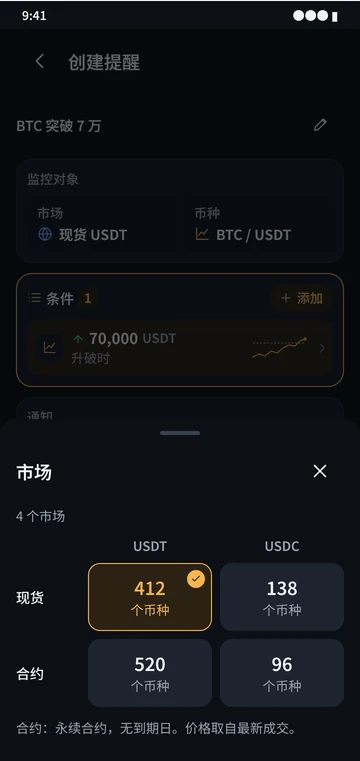 9:41
创建提醒
BTC 突破 7 万
监控对象
市场
币种
现货 USDT
BTC / USDT
条件 1
添加
70,000 USDT
升破时
通知
市场
4 个市场
USDT
USDC
现货
412
个币种
138
个币种
合约
520
个币种
96
个币种
合约：永续合约，无到期日。价格取自最新成交。